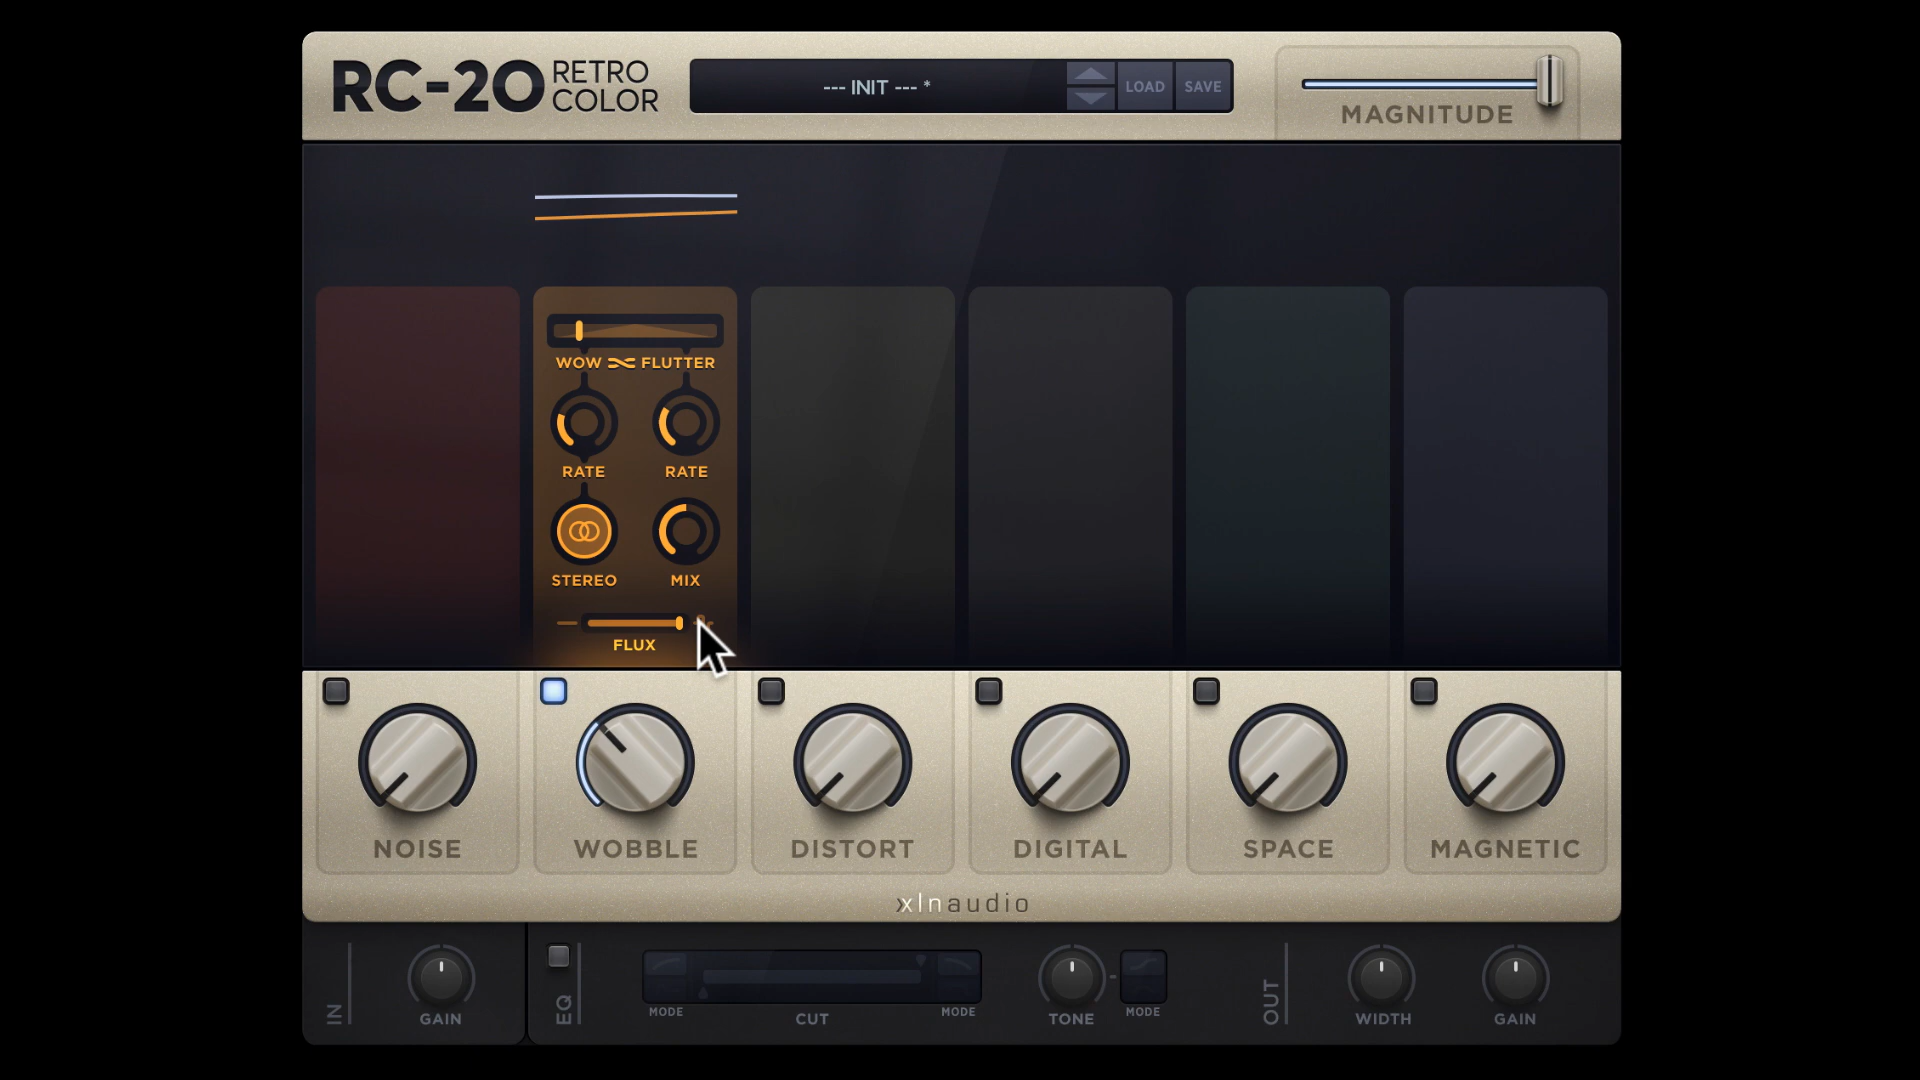 RC-20 RETRO COLOR
--- INIT --- *
LOAD
SAVE
MAGNITUDE
WOW FLUTTER
RATE RATE
STEREO MIX
FLUX
NOISE WOBBLE DISTORT DIGITAL SPACE MAGNETIC
xlnaudio
IN
GAIN
EQ
MODE
CUT
MODE
TONE
MODE
OUT
WIDTH
GAIN